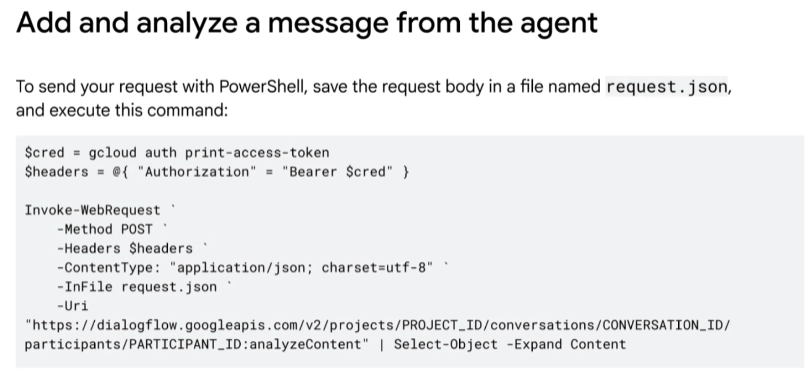 Add and analyze a message from the agent
To send your request with PowerShell, save the request body in a file named request.json,
and execute this command:
$cred = gcloud auth print-access-token
$headers = @{ "Authorization" = "Bearer $cred" }
Invoke-WebRequest `
-Method POST `
-Headers $headers `
-ContentType: "application/json; charset=utf-8" `
-InFile request.json `
-Uri
"https://dialogflow.googleapis.com/v2/projects/PROJECT_ID/conversations/CONVERSATION_ID/
participants/PARTICIPANT_ID:analyzeContent" | Select-Object -Expand Content